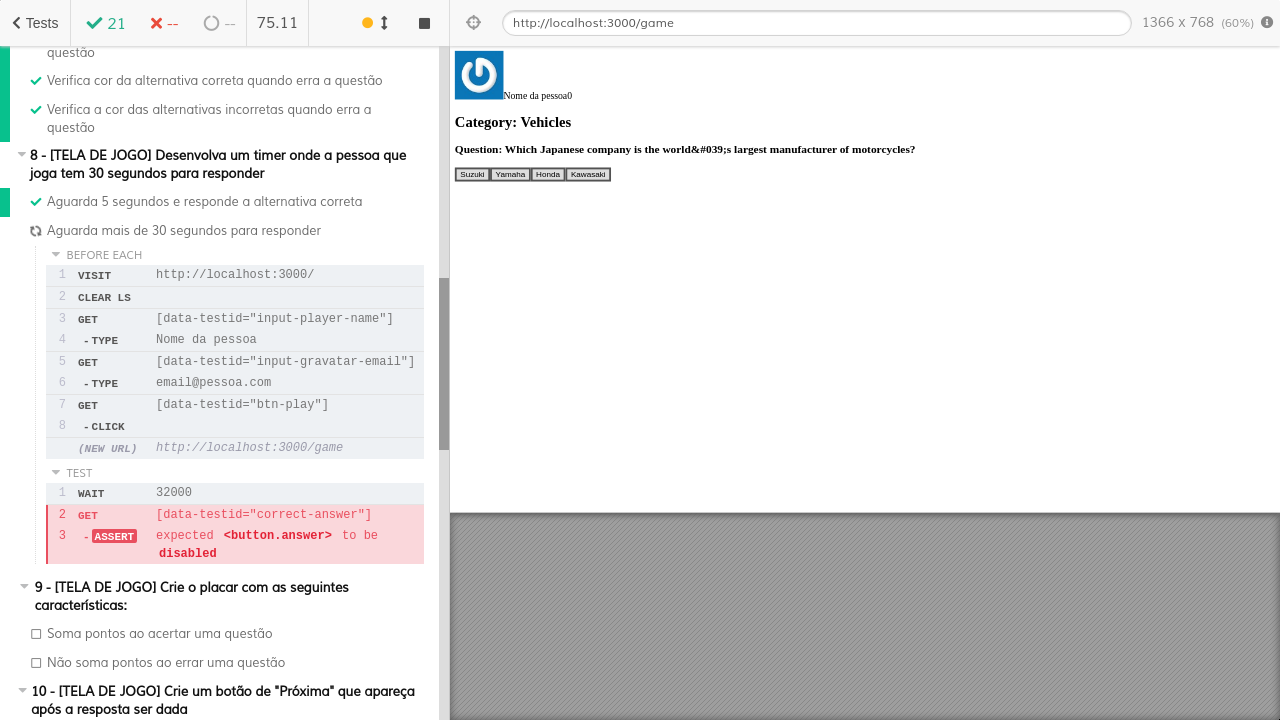 Tests
21
--
--
75.11
http://localhost:3000/game
1366 x 768 (60%)
questão
Verifica cor da alternativa correta quando erra a questão
Verifica a cor das alternativas incorretas quando erra a
questão
8 - [TELA DE JOGO] Desenvolva um timer onde a pessoa que
joga tem 30 segundos para responder
Aguarda 5 segundos e responde a alternativa correta
Aguarda mais de 30 segundos para responder
BEFORE EACH
1 VISIT http://localhost:3000/
2 CLEAR LS
3 GET [data-testid="input-player-name"]
4 -TYPE Nome da pessoa
5 GET [data-testid="input-gravatar-email"]
6 -TYPE email@pessoa.com
7 GET [data-testid="btn-play"]
8 -CLICK
(NEW URL) http://localhost:3000/game
TEST
1 WAIT 32000
2 GET [data-testid="correct-answer"]
3 -ASSERT expected <button.answer> to be
disabled
9 - [TELA DE JOGO] Crie o placar com as seguintes
características:
Soma pontos ao acertar uma questão
Não soma pontos ao errar uma questão
10 - [TELA DE JOGO] Crie um botão de "Próxima" que apareça
após a resposta ser dada
Nome da pessoa0
Category: Vehicles
Question: Which Japanese company is the world&#039;s largest manufacturer of motorcycles?
Suzuki Yamaha Honda Kawasaki